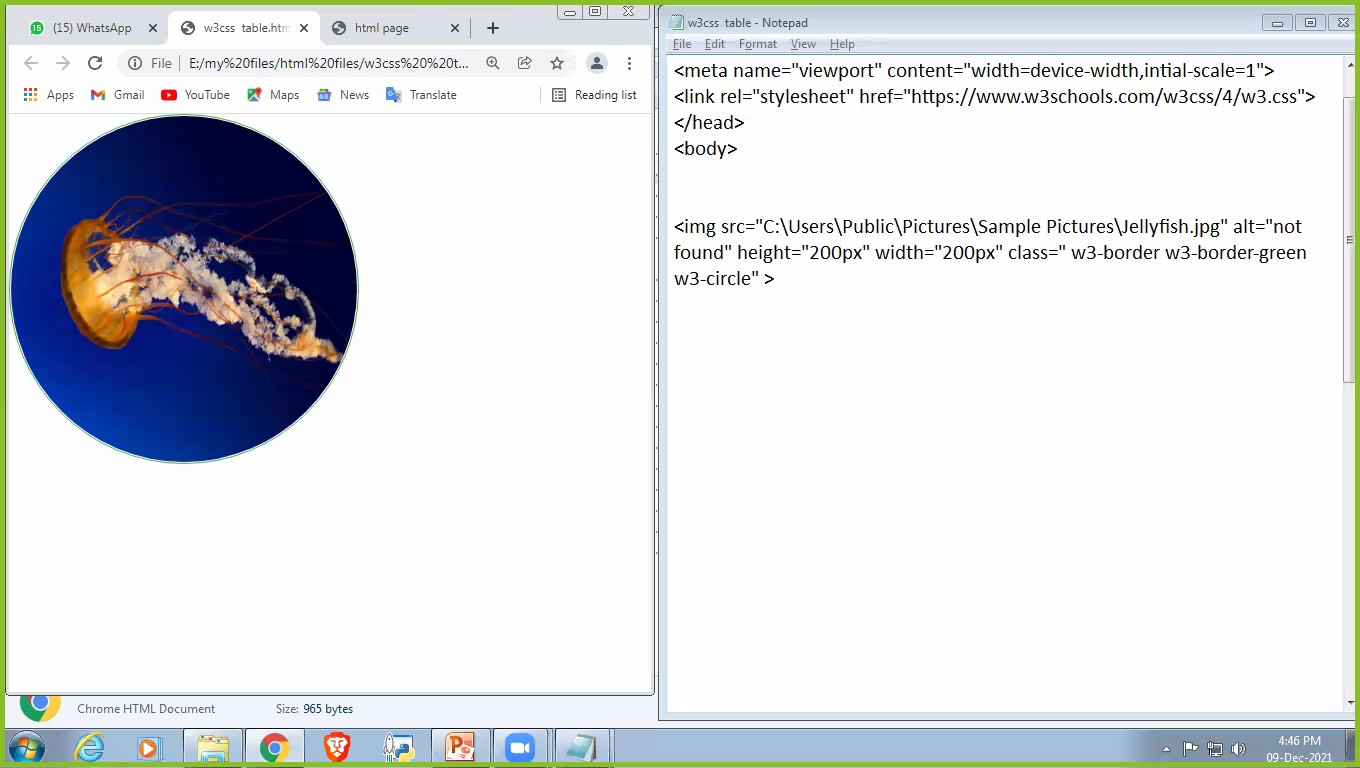 (15) WhatsApp
w3css table.htm
html page
File
E:/my%20files/html%20files/w3css%20%20t...
Apps
Gmail
YouTube
Maps
News
Translate
Reading list
Chrome HTML Document
Size: 965 bytes
w3css table - Notepad
File Edit Format View Help
<meta name="viewport" content="width=device-width,intial-scale=1">
<link rel="stylesheet" href="https://www.w3schools.com/w3css/4/w3.css">
</head>
<body>
<img src="C:\Users\Public\Pictures\Sample Pictures\Jellyfish.jpg" alt="not
found" height="200px" width="200px" class=" w3-border w3-border-green
w3-circle" >
4:46 PM
09-Dec-2021